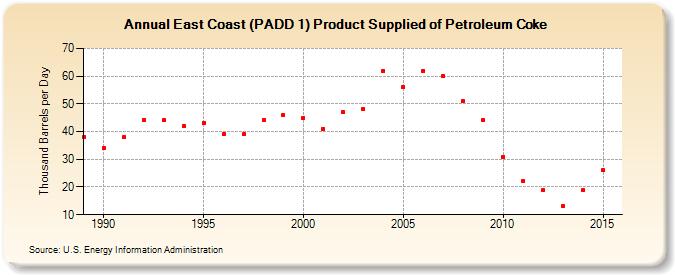 Annual East Coast (PADD 1) Product Supplied of Petroleum Coke
Thousand Barrels per Day
70
60
50
40
30
20
10
1990 1995 2000 2005 2010 2015
Source: U.S. Energy Information Administration